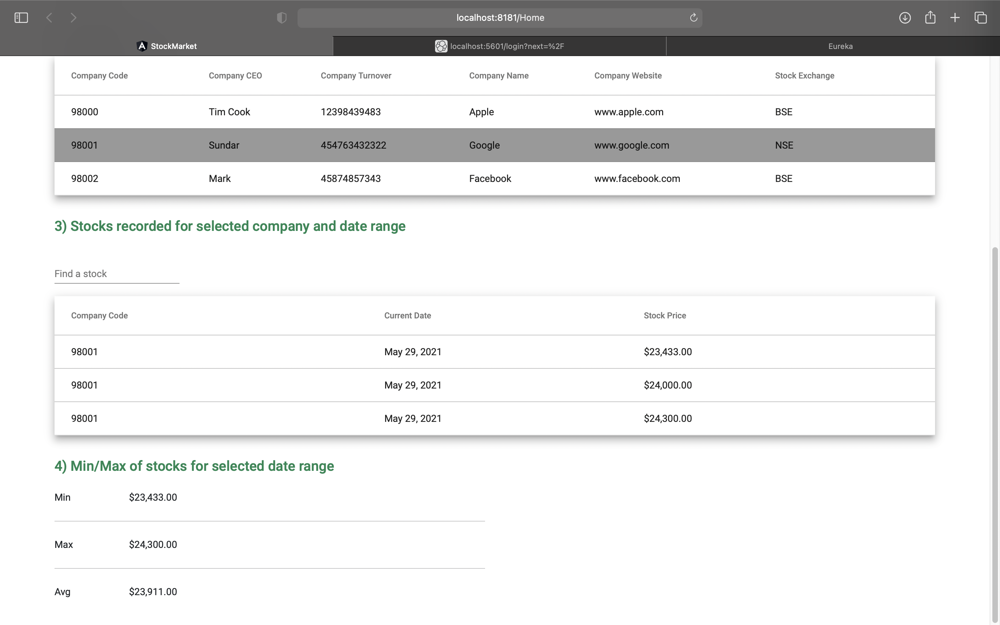 localhost:8181/Home
StockMarket localhost:5601/login?next=%2F Eureka
Company Code Company CEO Company Turnover Company Name Company Website Stock Exchange
98000 Tim Cook 12398439483 Apple www.apple.com BSE
98001 Sundar 454763432322 Google www.google.com NSE
98002 Mark 45874857343 Facebook www.facebook.com BSE
3) Stocks recorded for selected company and date range
Find a stock
Company Code Current Date Stock Price
98001 May 29, 2021 $23,433.00
98001 May 29, 2021 $24,000.00
98001 May 29, 2021 $24,300.00
4) Min/Max of stocks for selected date range
Min $23,433.00
Max $24,300.00
Avg $23,911.00